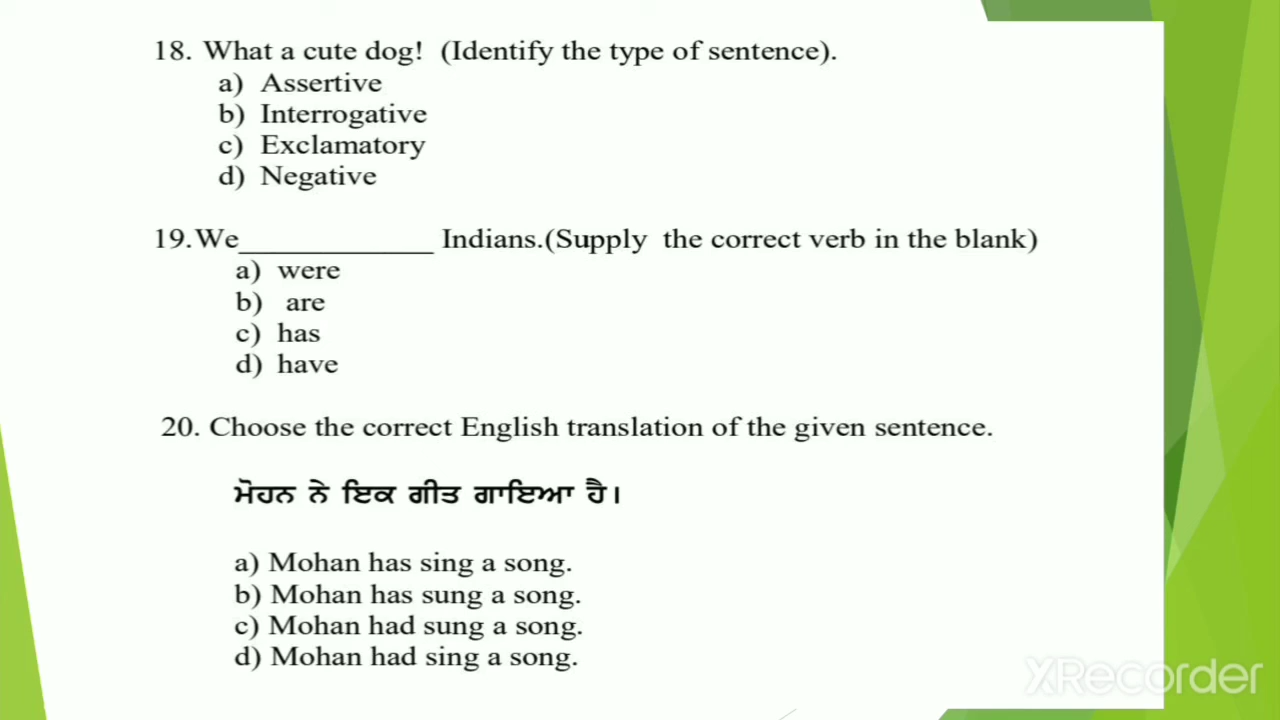 18. What a cute dog! (Identify the type of sentence).
a) Assertive
b) Interrogative
c) Exclamatory
d) Negative
19.We_____________ Indians.(Supply the correct verb in the blank)
a) were
b) are
c) has
d) have
20. Choose the correct English translation of the given sentence.
ਮੋਹਨ ਨੇ ਇਕ ਗੀਤ ਗਾਇਆ ਹੈ।
a) Mohan has sing a song.
b) Mohan has sung a song.
c) Mohan had sung a song.
d) Mohan had sing a song.
XRecorder